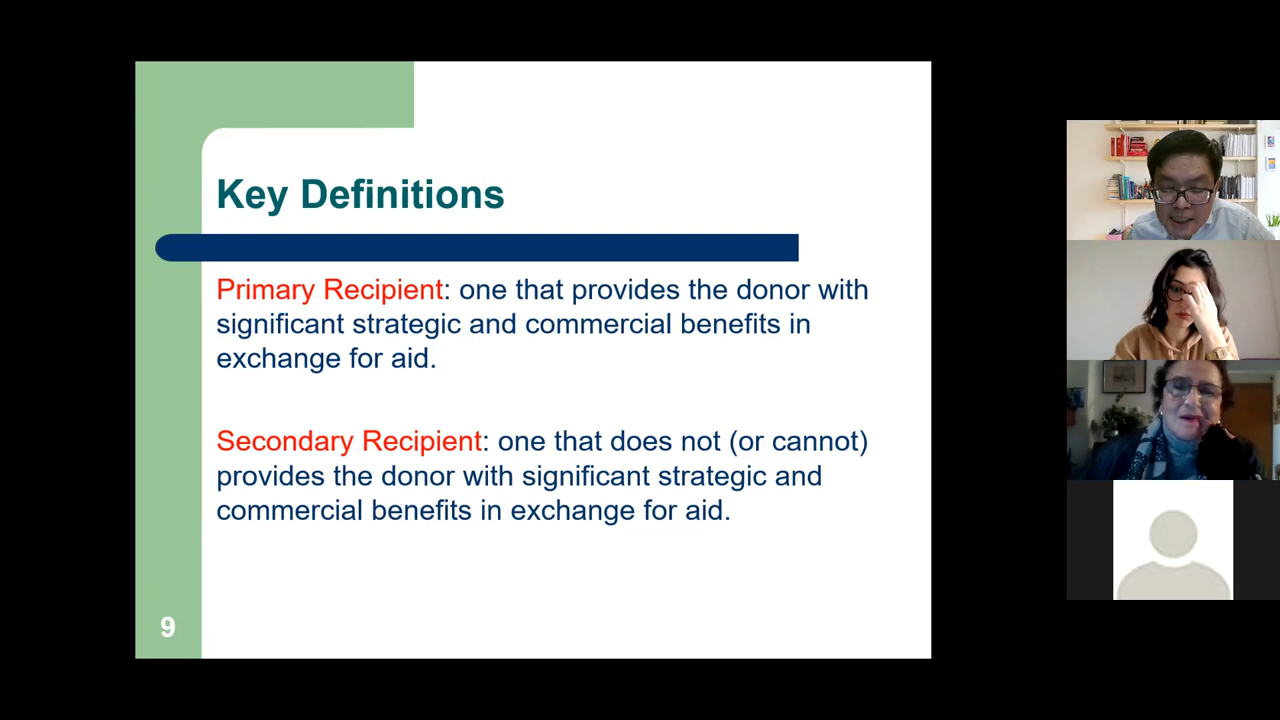 Key Definitions
Primary Recipient: one that provides the donor with
significant strategic and commercial benefits in
exchange for aid.
Secondary Recipient: one that does not (or cannot)
provides the donor with significant strategic and
commercial benefits in exchange for aid.
9